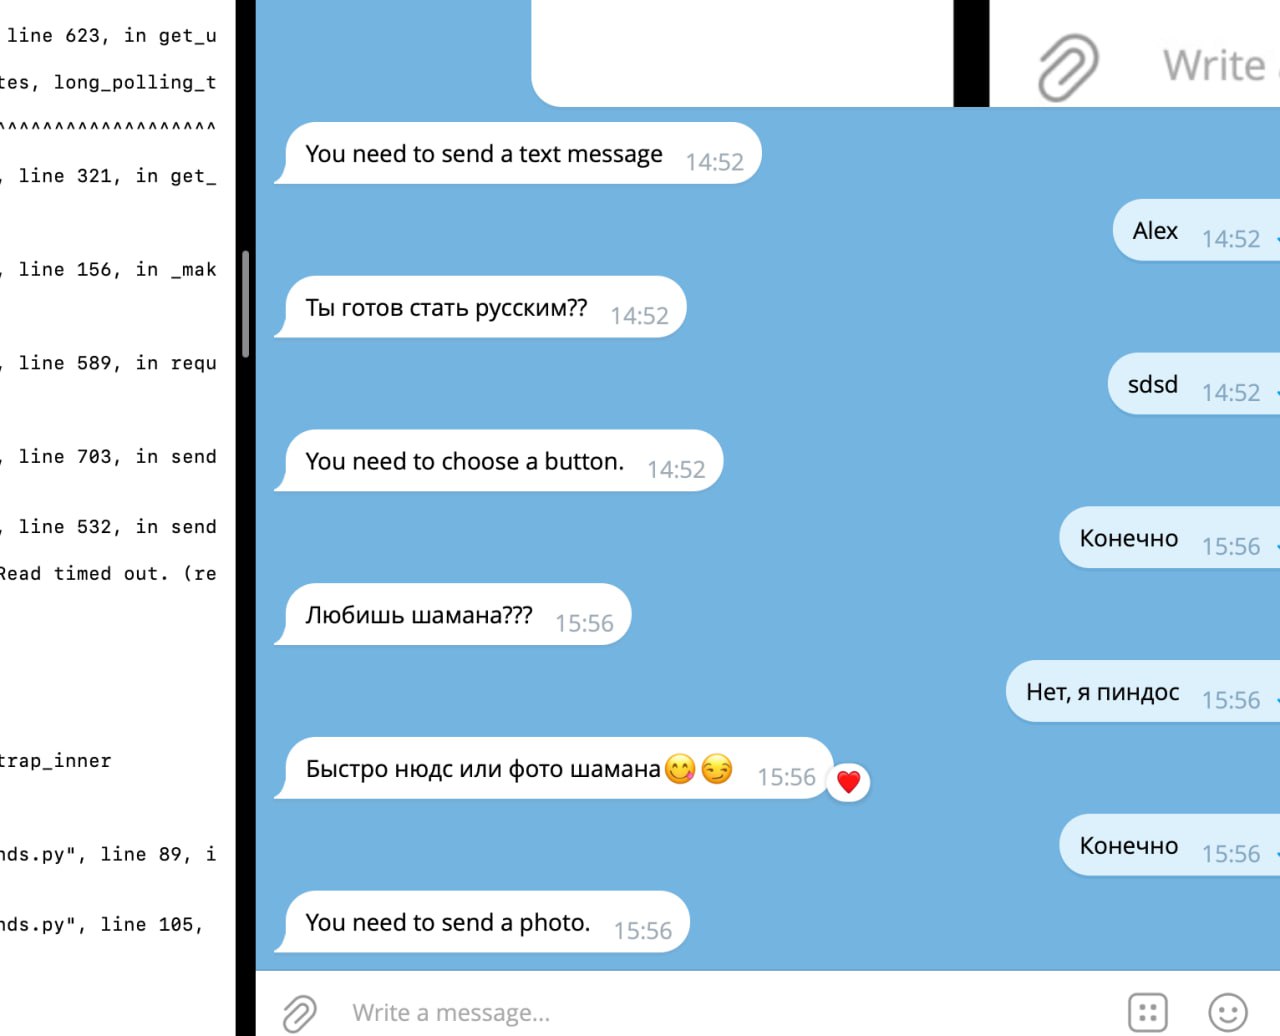 line 623, in get_u
tes, long_polling_t
^^^^^^^^^^^^^^^^^^^
, line 321, in get_
, line 156, in _mak
, line 589, in requ
, line 703, in send
, line 532, in send
Read timed out. (re
trap_inner
nds.py", line 89, i
nds.py", line 105,
Write
You need to send a text message 14:52
Alex 14:52
Ты готов стать русским?? 14:52
sdsd 14:52
You need to choose a button. 14:52
Конечно 15:56
Любишь шамана??? 15:56
Нет, я пиндос 15:56
Быстро нюдс или фото шамана😋😏 15:56
❤️
Конечно 15:56
You need to send a photo. 15:56
Write a message...